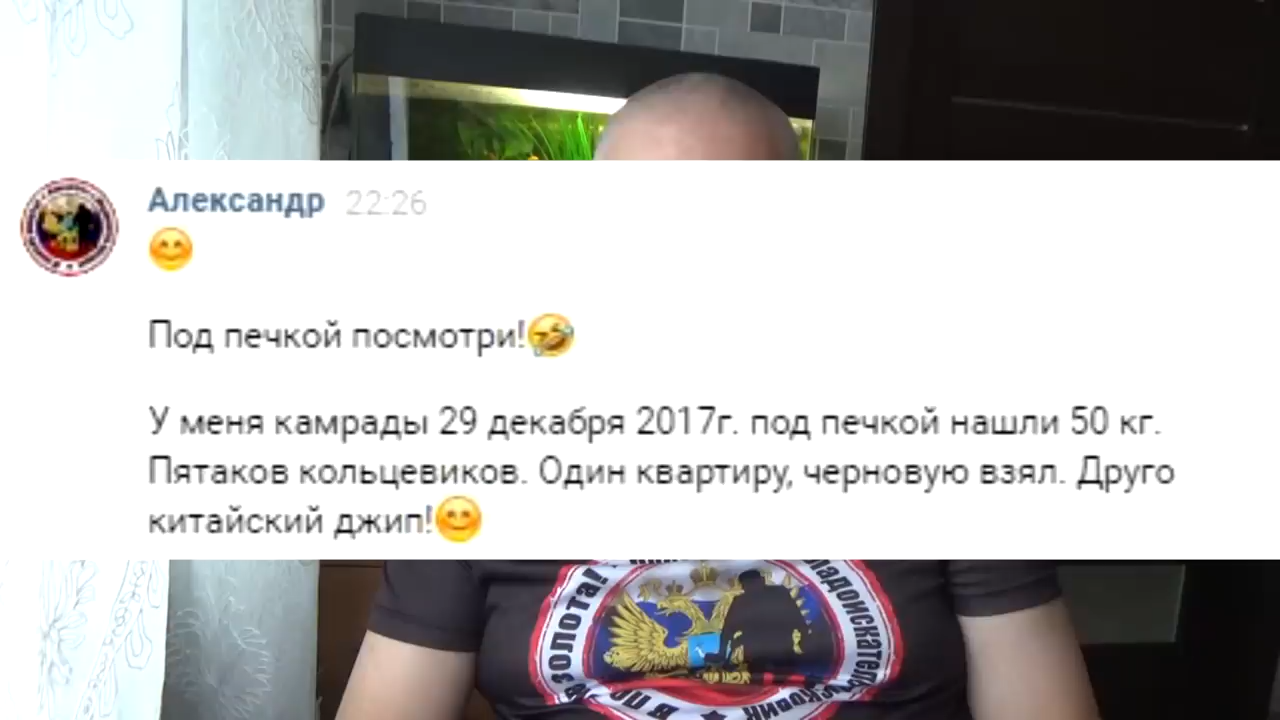 Александр 22:26
😊
Под печкой посмотри!🤣
У меня камрады 29 декабря 2017г. под печкой нашли 50 кг.
Пятаков кольцевиков. Один квартиру, черновую взял. Друго
китайский джип!😊
золота!